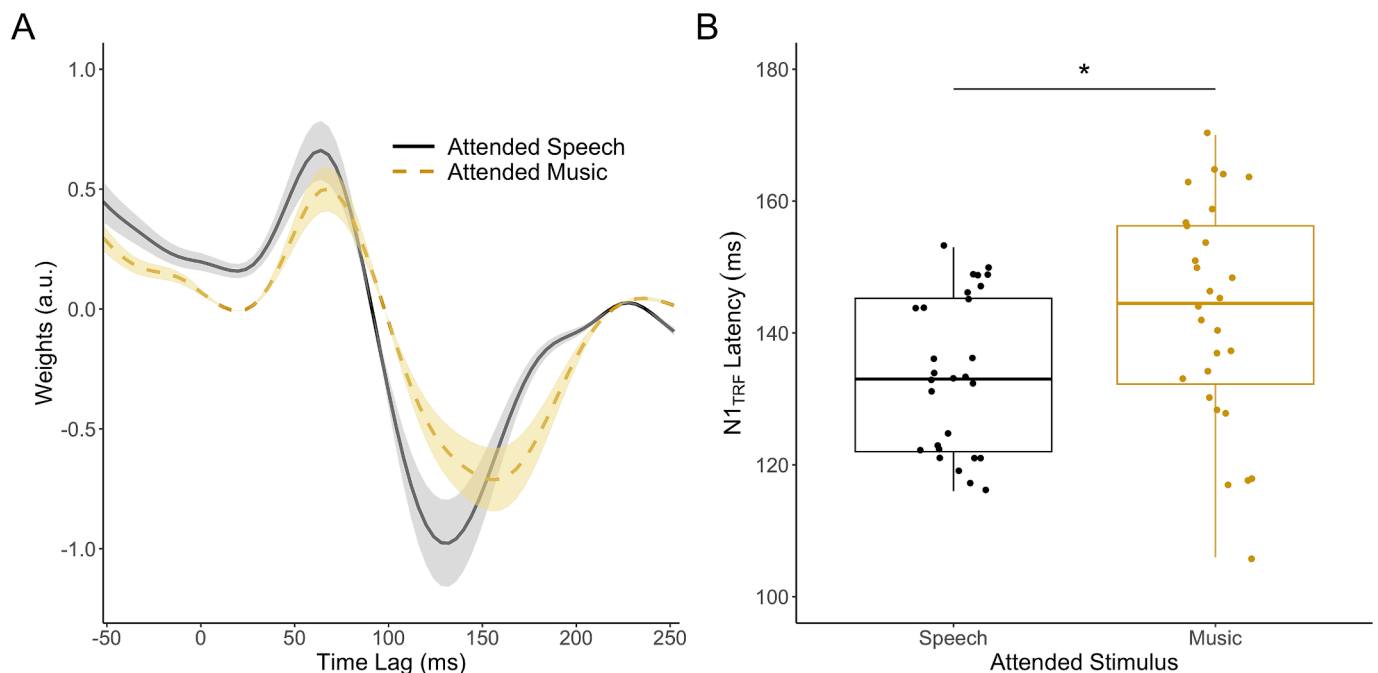 A
1.0
0.5
0.0
-0.5
-1.0
Weights (a.u.)
Attended Speech
Attended Music
-50 0 50 100 150 200 250
Time Lag (ms)
B
180
160
140
120
100
N1TRF Latency (ms)
*
Speech Music
Attended Stimulus